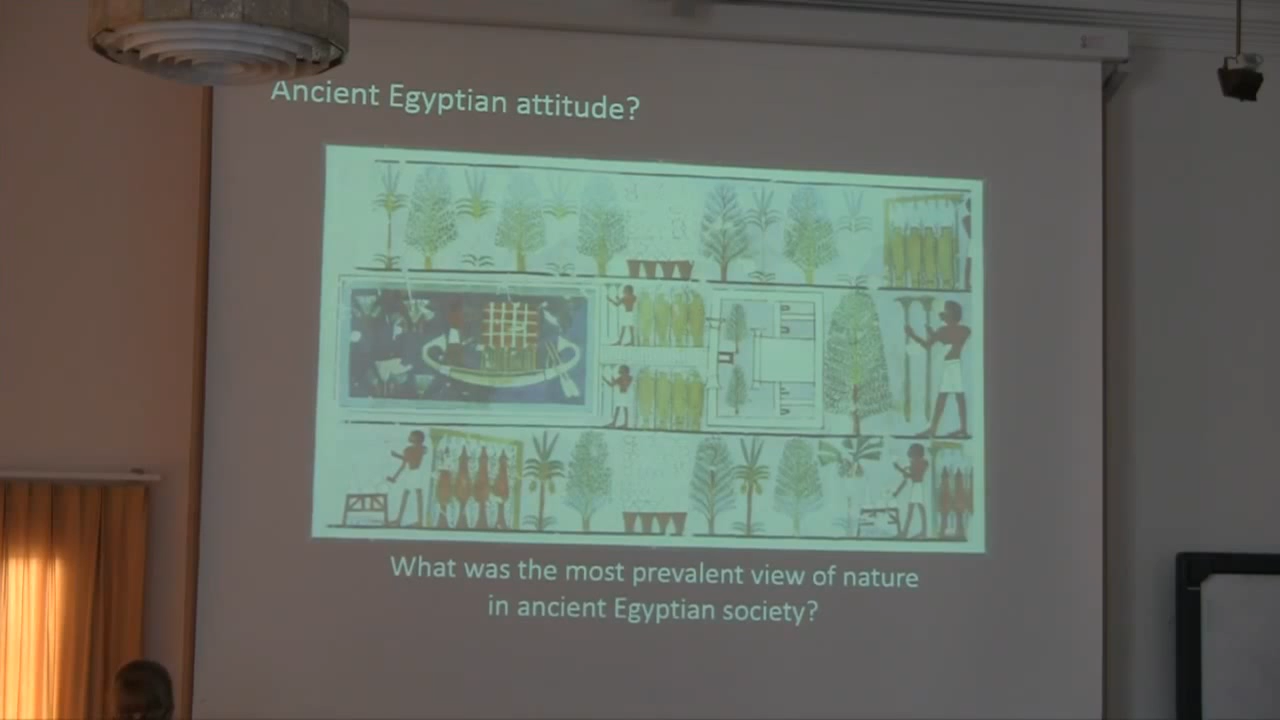 Ancient Egyptian attitude?
What was the most prevalent view of nature
in ancient Egyptian society?